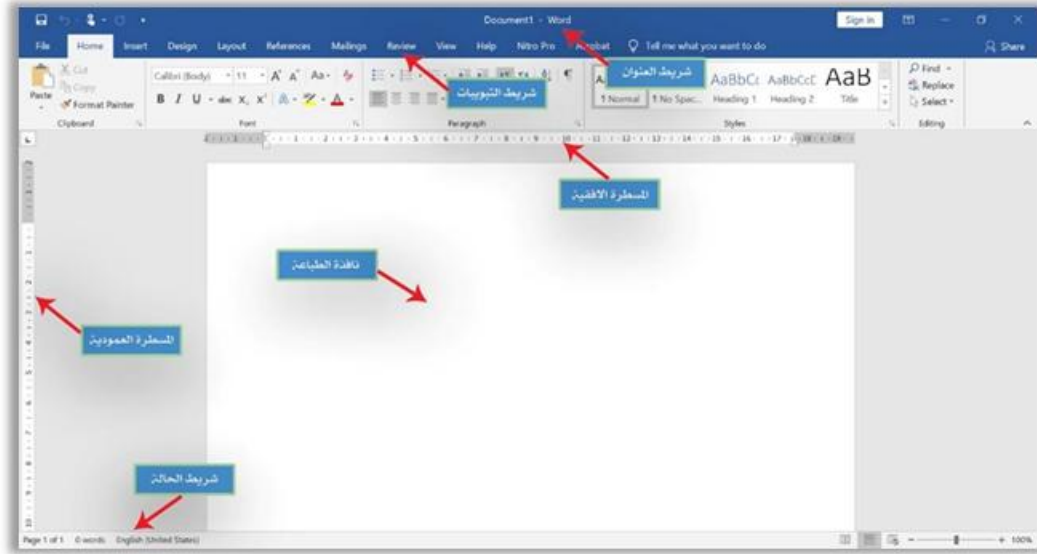 Document1 - Word
Sign in
File Home Insert Design Layout References Mailings Review View Help Nitro Pro Acrobat Tell me what you want to do
Share
Paste
Cut
Copy
Format Painter
Clipboard
Calibri (Body) 11
Font
Paragraph
شريط التبويبات
شريط العنوان
AaBbCc AaBbCcC AaB
1 Normal 1 No Spac... Heading 1 Heading 2 Title
Styles
Find
Replace
Select
Editing
المسطرة الافقية
نافذة الطباعة
المسطرة العمودية
شريط الحالة
Page 1 of 1 0 words English (United States)
100%